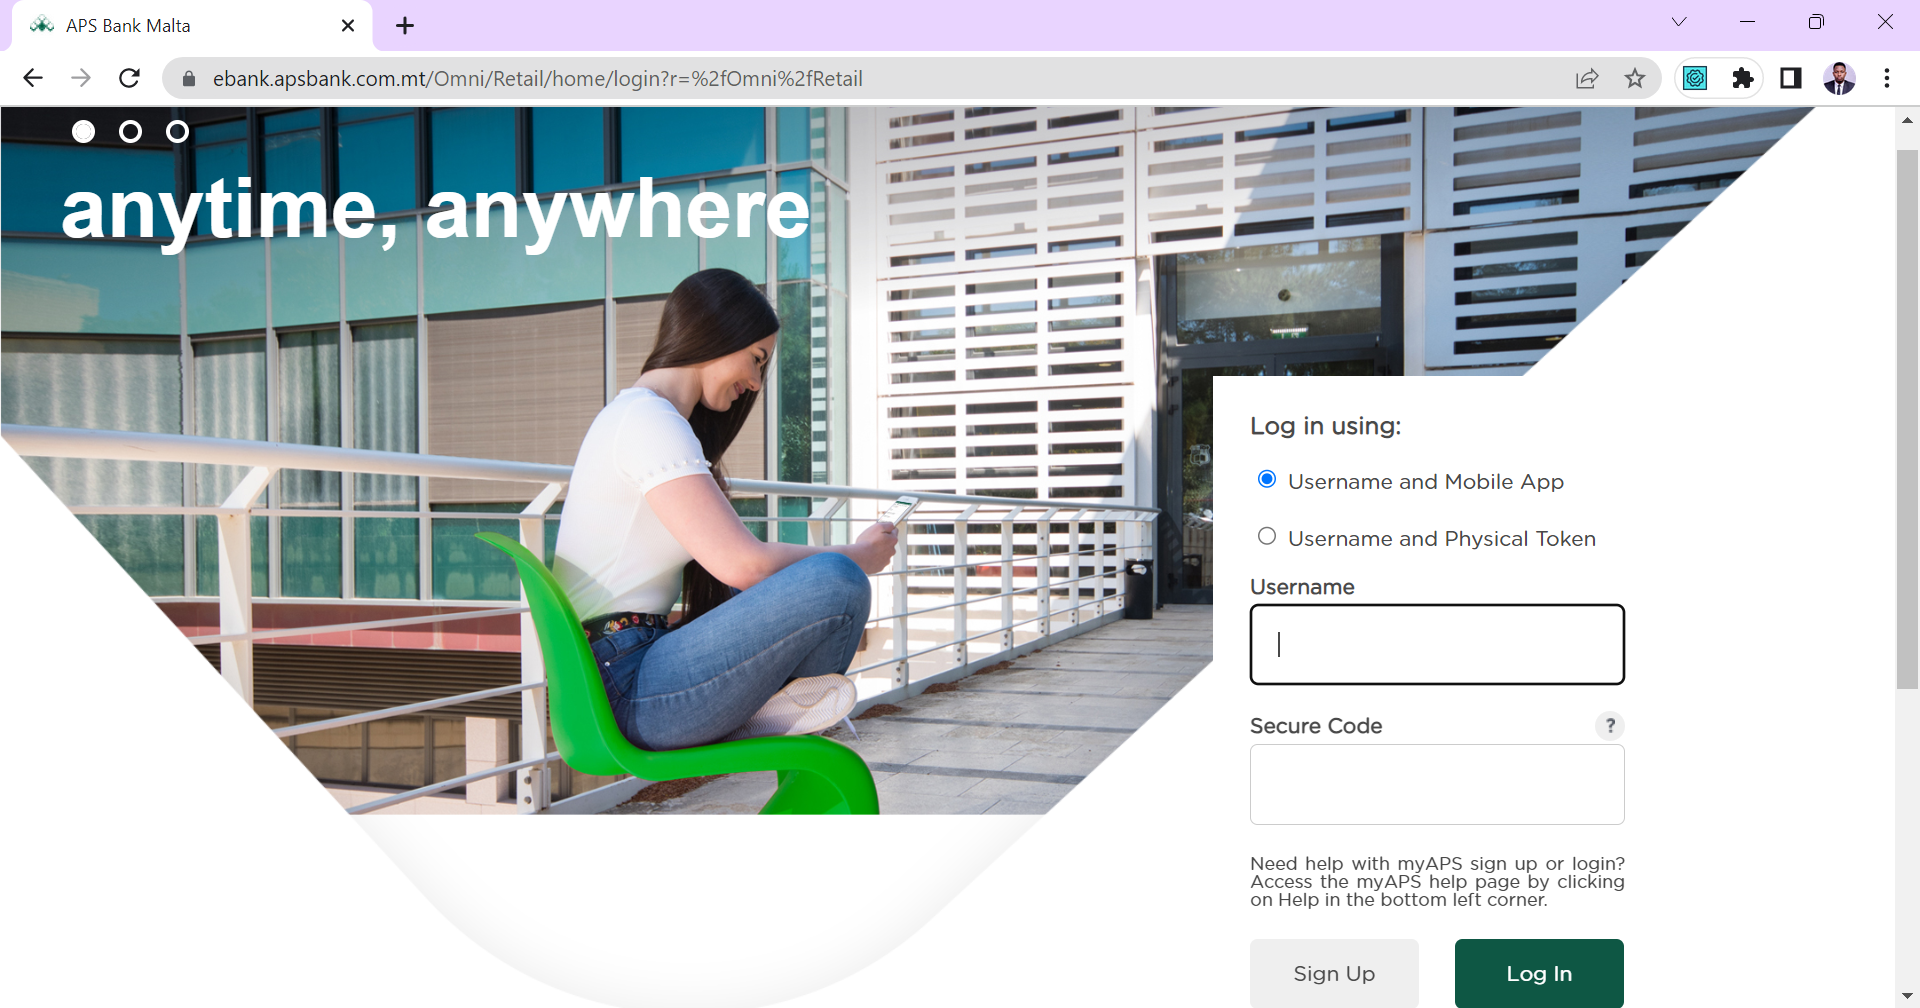 APS Bank Malta
ebank.apsbank.com.mt/Omni/Retail/home/login?r=%2fOmni%2fRetail
anytime, anywhere
Log in using:
Username and Mobile App
Username and Physical Token
Username
Secure Code
?
Need help with myAPS sign up or login?
Access the myAPS help page by clicking
on Help in the bottom left corner.
Sign Up
Log In